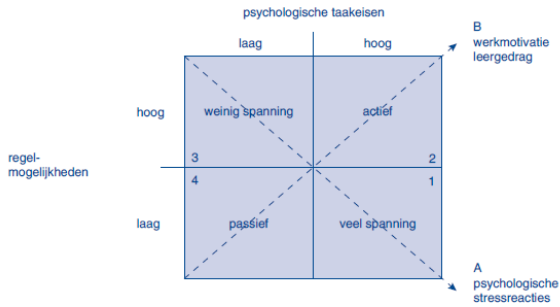 psychologische taakeisen
B
laag
hoog
werkmotivatie
leergedrag
hoog
weinig spanning
actief
regel-
mogelijkheden
3
2
4
1
laag
passief
veel spanning
A
psychologische
stressreacties